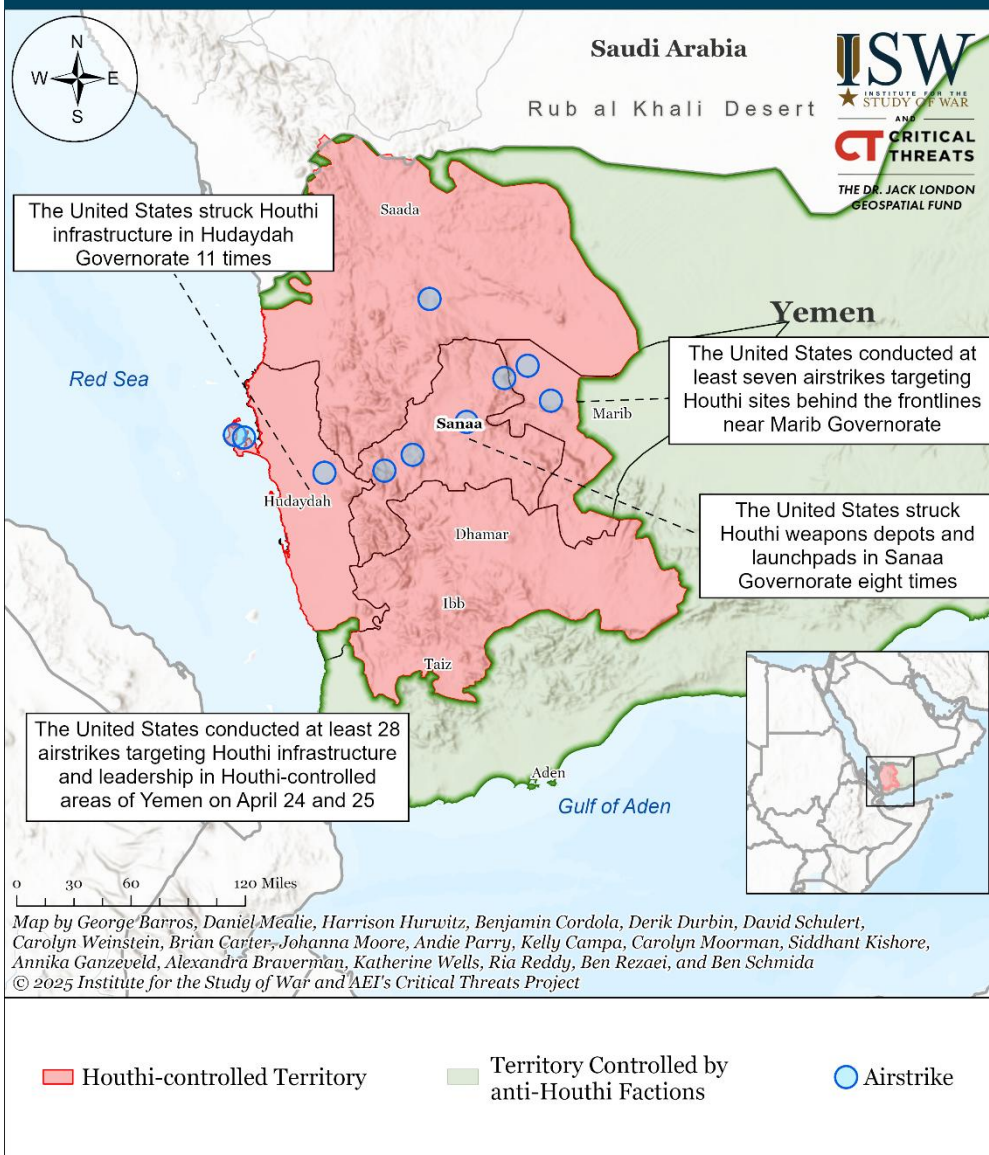 N
W
E
S
Saudi Arabia
Rub al Khali Desert
ISW
INSTITUTE FOR THE
STUDY OF WAR
AND
CT CRITICAL
THREATS
THE DR. JACK LONDON
GEOSPATIAL FUND
The United States struck Houthi
infrastructure in Hudaydah
Governorate 11 times
Saada
Yemen
Red Sea
The United States conducted at
least seven airstrikes targeting
Houthi sites behind the frontlines
near Marib Governorate
Marib
Sanaa
Hudaydah
Dhamar
The United States struck
Houthi weapons depots and
launchpads in Sanaa
Governorate eight times
Ibb
Taiz
The United States conducted at least 28
airstrikes targeting Houthi infrastructure
and leadership in Houthi-controlled
areas of Yemen on April 24 and 25
Aden
Gulf of Aden
0 30 60 120 Miles
Map by George Barros, Daniel Mealie, Harrison Hurwitz, Benjamin Cordola, Derik Durbin, David Schulert,
Carolyn Weinstein, Brian Carter, Johanna Moore, Andie Parry, Kelly Campa, Carolyn Moorman, Siddhant Kishore,
Annika Ganzeveld, Alexandra Braverman, Katherine Wells, Ria Reddy, Ben Rezaei, and Ben Schmida
© 2025 Institute for the Study of War and AEI's Critical Threats Project
Houthi-controlled Territory
Territory Controlled by
anti-Houthi Factions
Airstrike